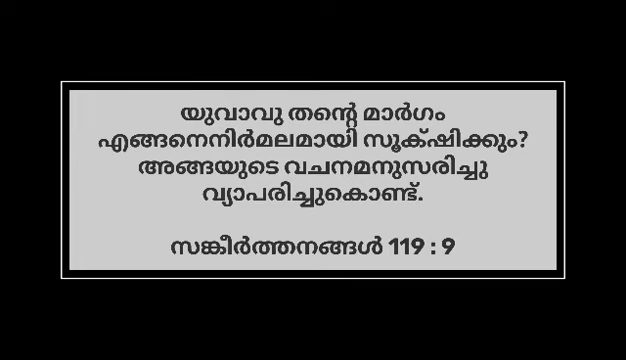 യുവാവു തന്റെ മാർഗം
എങ്ങനെനിർമലമായി സൂക്ഷിക്കും?
അങ്ങയുടെ വചനമനുസരിച്ചു
വ്യാപരിച്ചുകൊണ്ട്.
സങ്കീർത്തനങ്ങൾ 119 : 9